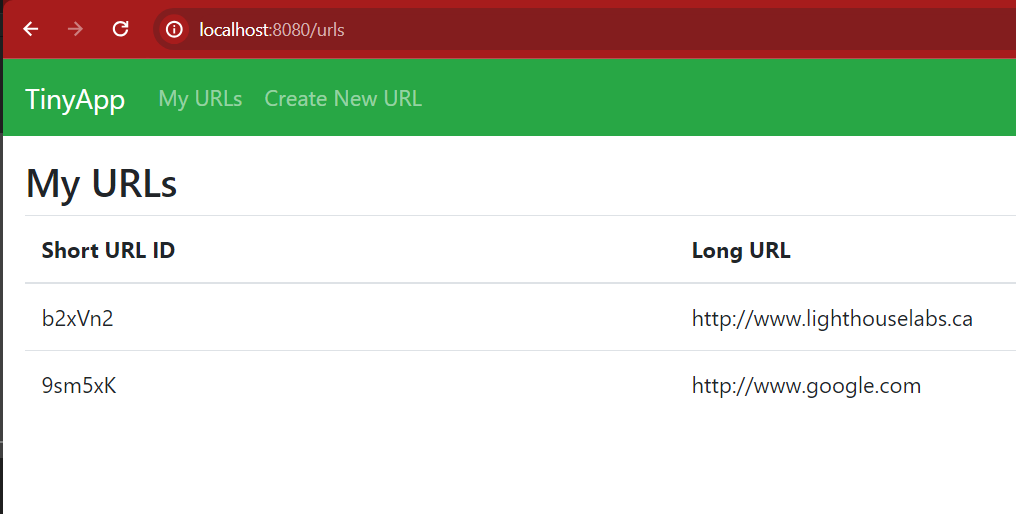 localhost:8080/urls
TinyApp My URLs Create New URL
My URLs
Short URL ID Long URL
b2xVn2 http://www.lighthouselabs.ca
9sm5xK http://www.google.com